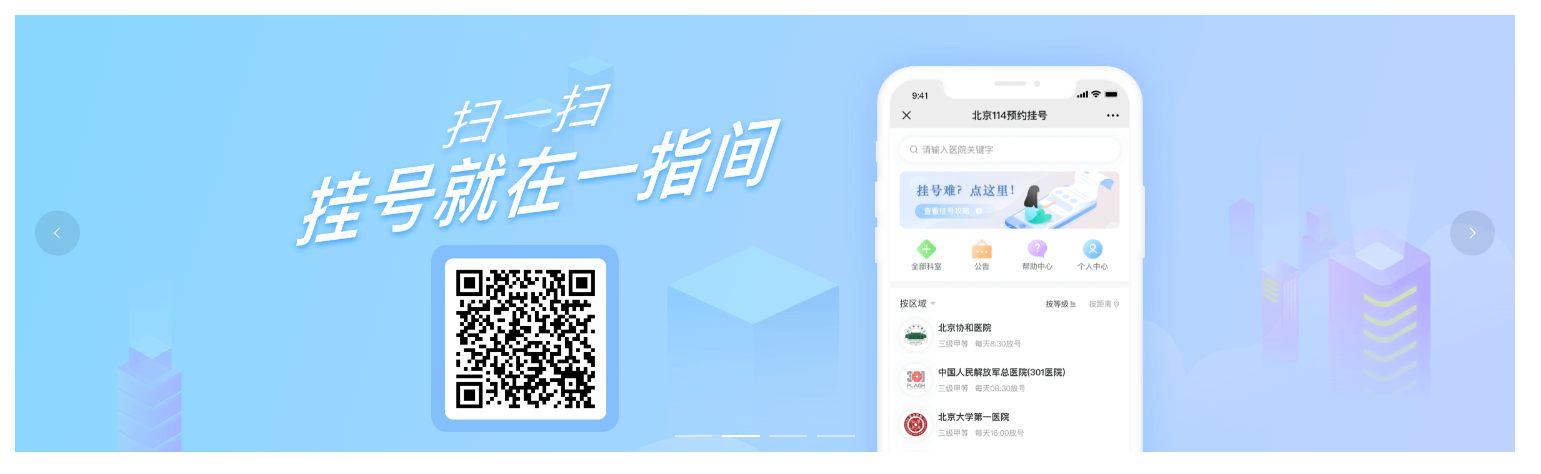 扫一扫
挂号就在一指间
9:41
北京114预约挂号
请输入医院关键字
挂号难? 点这里!
查看挂号攻略
全部科室
公告
帮助中心
个人中心
按区域
按等级
按距离
北京协和医院
三级甲等 每天8:30放号
中国人民解放军总医院(301医院)
三级甲等 每天08:30放号
301
PLAGH
北京大学第一医院
三级甲等 每天16:00放号